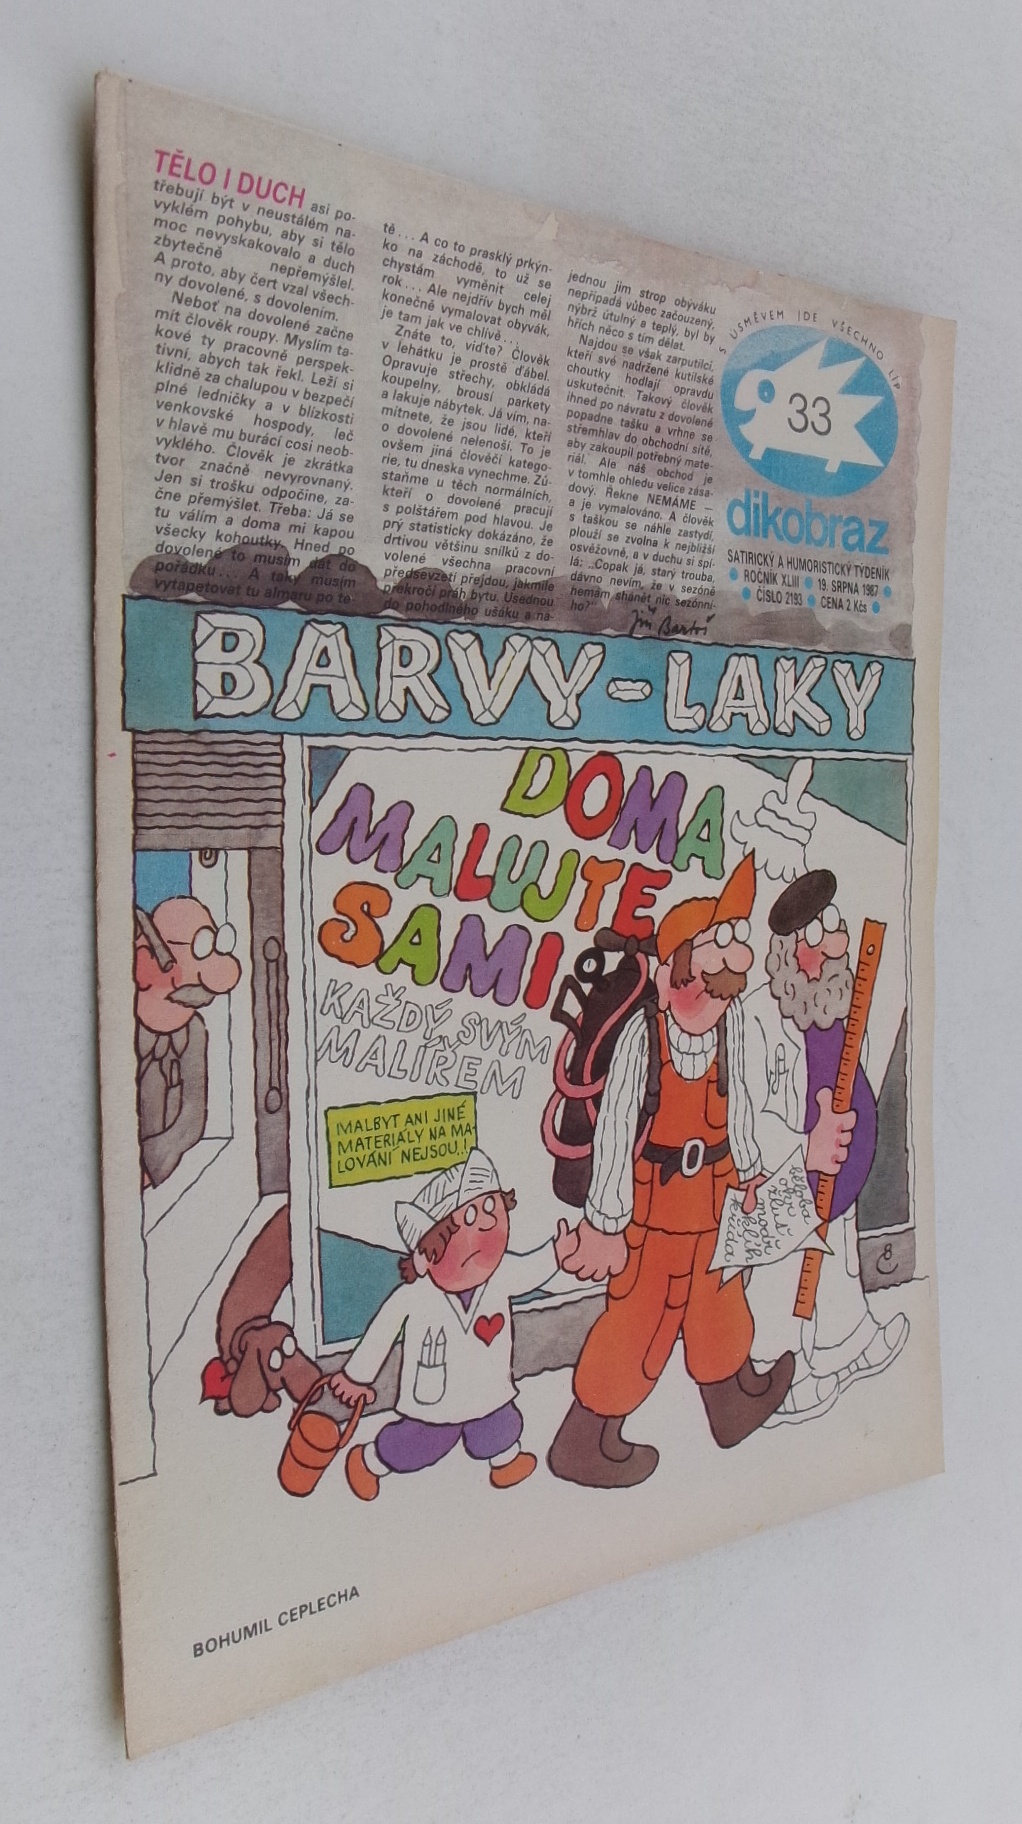 TĚLO I DUCH asi po-
třebují být v neustálém na-
vyklém pohybu, aby si tělo
moc nevyskakovalo a duch
zbytečně nepřemýšlel.
A proto, aby čert vzal všech-
ny dovolené, s dovolením.
Neboť na dovolené začne
mít člověk roupy. Myslím ta-
kové ty pracovné perspek-
tivní, abych tak řekl. Leží si
klidně za chalupou v bezpečí
plné ledničky a v blízkosti
venkovské hospody, leč
v hlavě mu burácí cosi neob-
vyklého. Člověk je zkrátka
tvor značně nevyrovnaný.
Jen si trošku odpočine, za-
čne přemýšlet. Třeba: Já se
tu válím a doma mi kapou
všecky kohoutky. Hned po
dovolené to musím dát do
pořádku... A taky musím
vytapetovat tu almaru po te-
tě... A co to prasklý prkýn-
ko na záchodě, to už se
chystám vyměnit celej
rok... Ale nejdřív bych měl
konečně vymalovat obyvák,
je tam jak ve chlívě...
Znáte to, viďte? Člověk
v lehátku je prostě ďábel.
Opravuje střechy, obkládá
koupelny, brousí parkety
a lakuje nábytek. Já vím, na-
mítnete, že jsou lidé, kteří
o dovolené nelenoší. To je
ovšem jiná člověčí katego-
rie, tu dneska vynechme. Zů-
staňme u těch normálních,
kteří o dovolené pracují
s polštářem pod hlavou. Je
prý statisticky dokázáno, že
drtivou většinu snílků z do-
volené všechna pracovní
předsevzetí přejdou, jakmile
překročí práh bytu. Usednou
do pohodlného ušáku a na-
jednou jim strop obýváku
nepřipadá vůbec začouzený,
nýbrž útulný a teplý, byl by
hřích něco s tím dělat.
Najdou se však zarputilci,
kteří své nadržené kutilské
choutky hodlají opravdu
uskutečnit. Takový člověk
ihned po návratu z dovolené
popadne tašku a vrhne se
střemhlav do obchodní sítě,
aby zakoupil potřebný mate-
riál. Ale náš obchod je
v tomhle ohledu velice zása-
dový. Řekne NEMÁME —
a je vymalováno. A člověk
s taškou se náhle zastydí,
plouží se zvolna k nejbližší
osvěžovně, a v duchu si spí-
lá: „Copak já, starý trouba,
dávno nevím, že v sezóně
nemám shánět nic sezónní-
ho?“
Jiří Bartoš
S ÚSMĚVEM JDE VŠECHNO LÍP
33
dikobraz
SATIRICKÝ A HUMORISTICKÝ TÝDENÍK
● ROČNÍK XLIII ● 19. SRPNA 1987 ●
● ČÍSLO 2193 ● CENA 2 Kčs ●
BARVY-LAKY
DOMA
MALUJTE
SAMI
KAŽDÝ SVÝM
MALÍŘEM
MALBYT ANI JINÉ
MATERIÁLY NA MA-
LOVÁNÍ NEJSOU!
BOHUMIL CEPLECHA